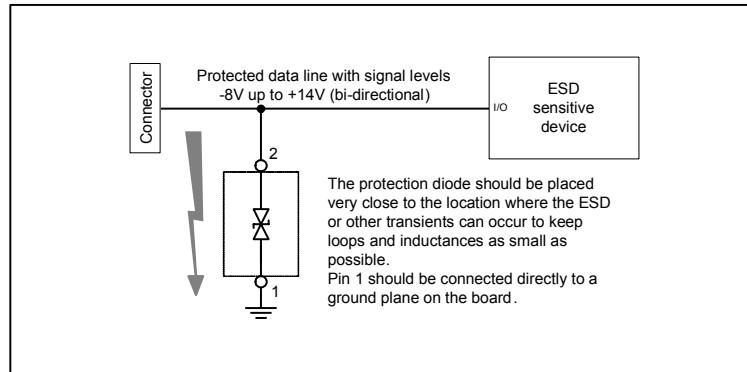 Connector
Protected data line with signal levels
-8V up to +14V (bi-directional)
I/O
ESD
sensitive
device
2
The protection diode should be placed
very close to the location where the ESD
or other transients can occur to keep
loops and inductances as small as
possible.
Pin 1 should be connected directly to a
ground plane on the board.
1